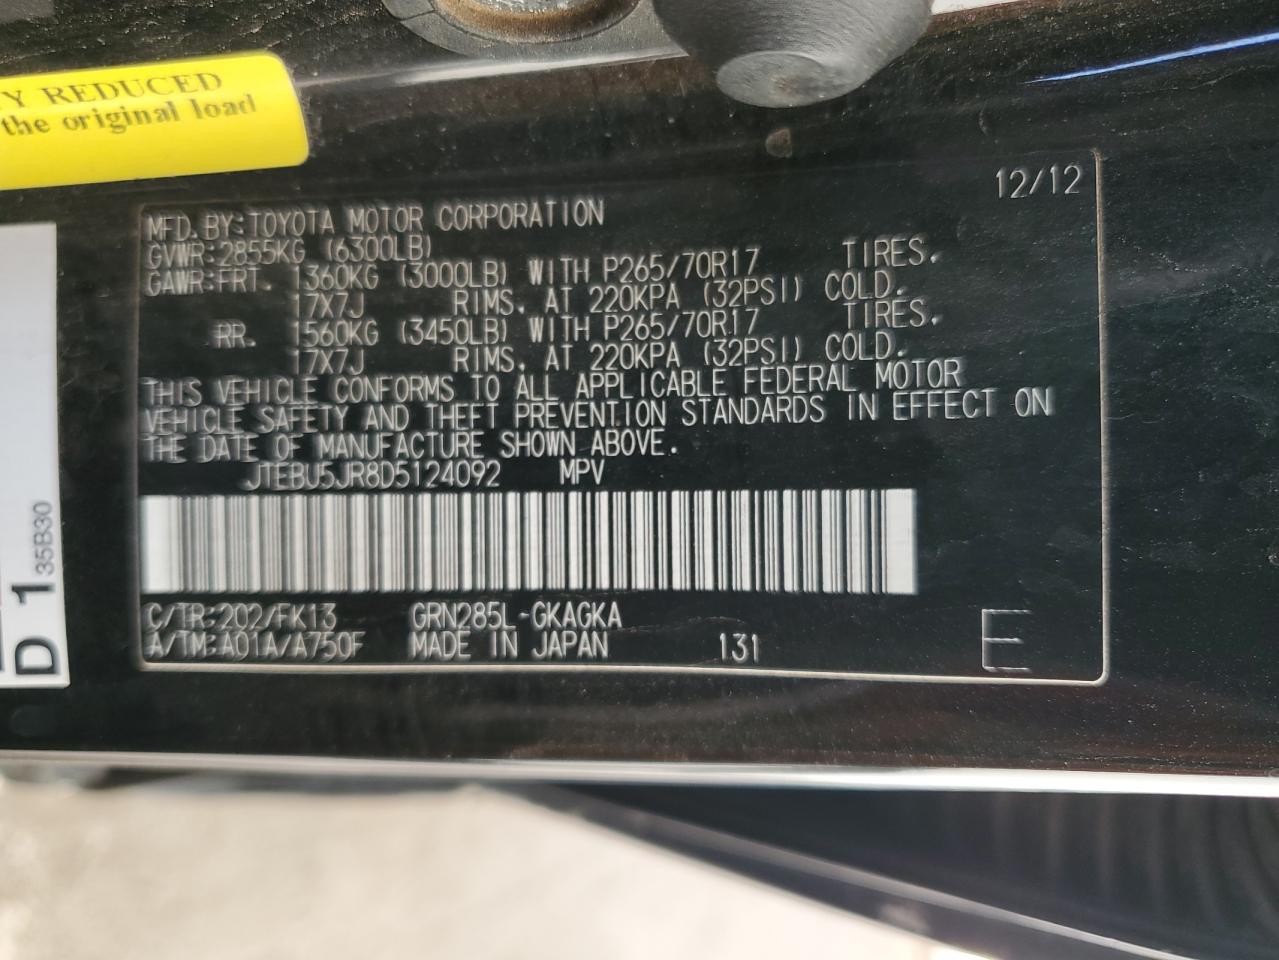 Y REDUCED
the original load
12/12
MFD. BY: TOYOTA MOTOR CORPORATION
GVWR: 2855KG (6300LB)
GAWR: FRT. 1360KG (3000LB) WITH P265/70R17 TIRES.
17X7J RIMS. AT 220KPA (32PSI) COLD.
RR. 1560KG (3450LB) WITH P265/70R17 TIRES.
17X7J RIMS. AT 220KPA (32PSI) COLD.
THIS VEHICLE CONFORMS TO ALL APPLICABLE FEDERAL MOTOR
VEHICLE SAFETY AND THEFT PREVENTION STANDARDS IN EFFECT ON
THE DATE OF MANUFACTURE SHOWN ABOVE.
JTEBU5JR8D5124092 MPV
C/TR: 202/FK13 GRN285L-GKAGKA
A/TM: A01A/A750F MADE IN JAPAN 131 E
D 1 35B30